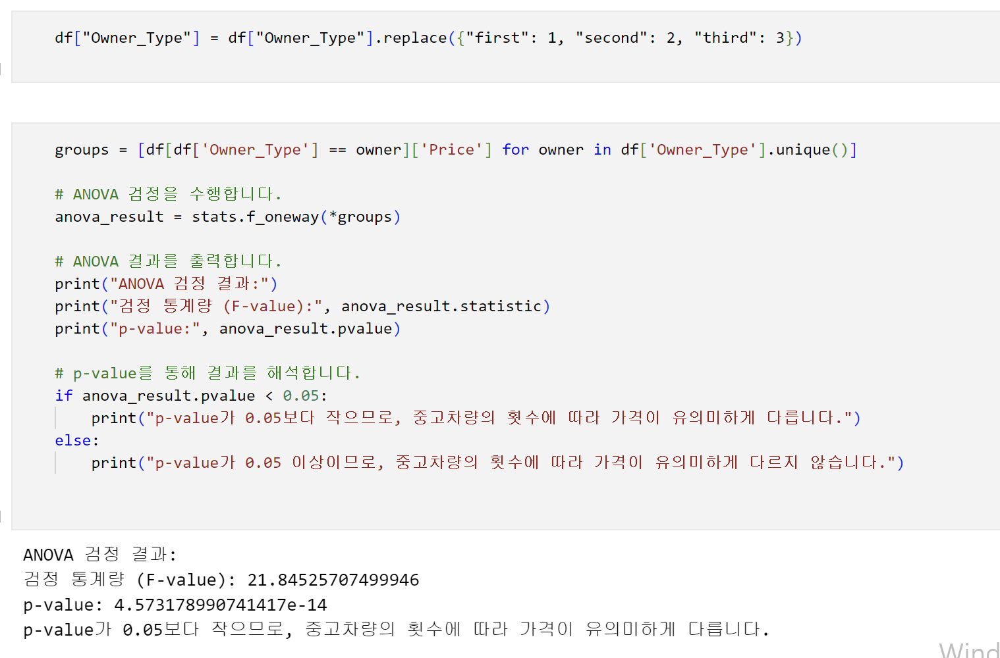 df["Owner_Type"] = df["Owner_Type"].replace({"first": 1, "second": 2, "third": 3})
groups = [df[df['Owner_Type'] == owner]['Price'] for owner in df['Owner_Type'].unique()]
# ANOVA 검정을 수행합니다.
anova_result = stats.f_oneway(*groups)
# ANOVA 결과를 출력합니다.
print("ANOVA 검정 결과:")
print("검정 통계량 (F-value):", anova_result.statistic)
print("p-value:", anova_result.pvalue)
# p-value를 통해 결과를 해석합니다.
if anova_result.pvalue < 0.05:
    print("p-value가 0.05보다 작으므로, 중고차량의 횟수에 따라 가격이 유의미하게 다릅니다.")
else:
    print("p-value가 0.05 이상이므로, 중고차량의 횟수에 따라 가격이 유의미하게 다르지 않습니다.")
ANOVA 검정 결과:
검정 통계량 (F-value): 21.84525707499946
p-value: 4.573178990741417e-14
p-value가 0.05보다 작으므로, 중고차량의 횟수에 따라 가격이 유의미하게 다릅니다.
Wind